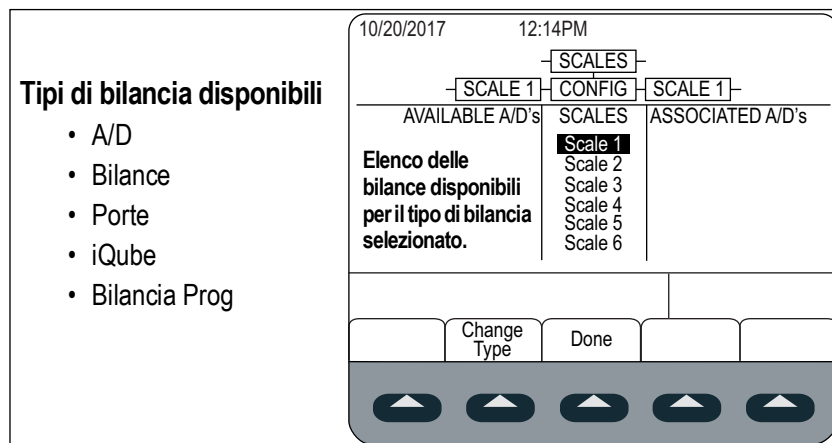 Tipi di bilancia disponibili
• A/D
• Bilance
• Porte
• iQube
• Bilancia Prog
10/20/2017 12:14PM
SCALES
SCALE 1 CONFIG SCALE 1
AVAILABLE A/D's SCALES ASSOCIATED A/D's
Elenco delle
bilance disponibili
per il tipo di bilancia
selezionato.
Scale 1
Scale 2
Scale 3
Scale 4
Scale 5
Scale 6
Change
Type
Done